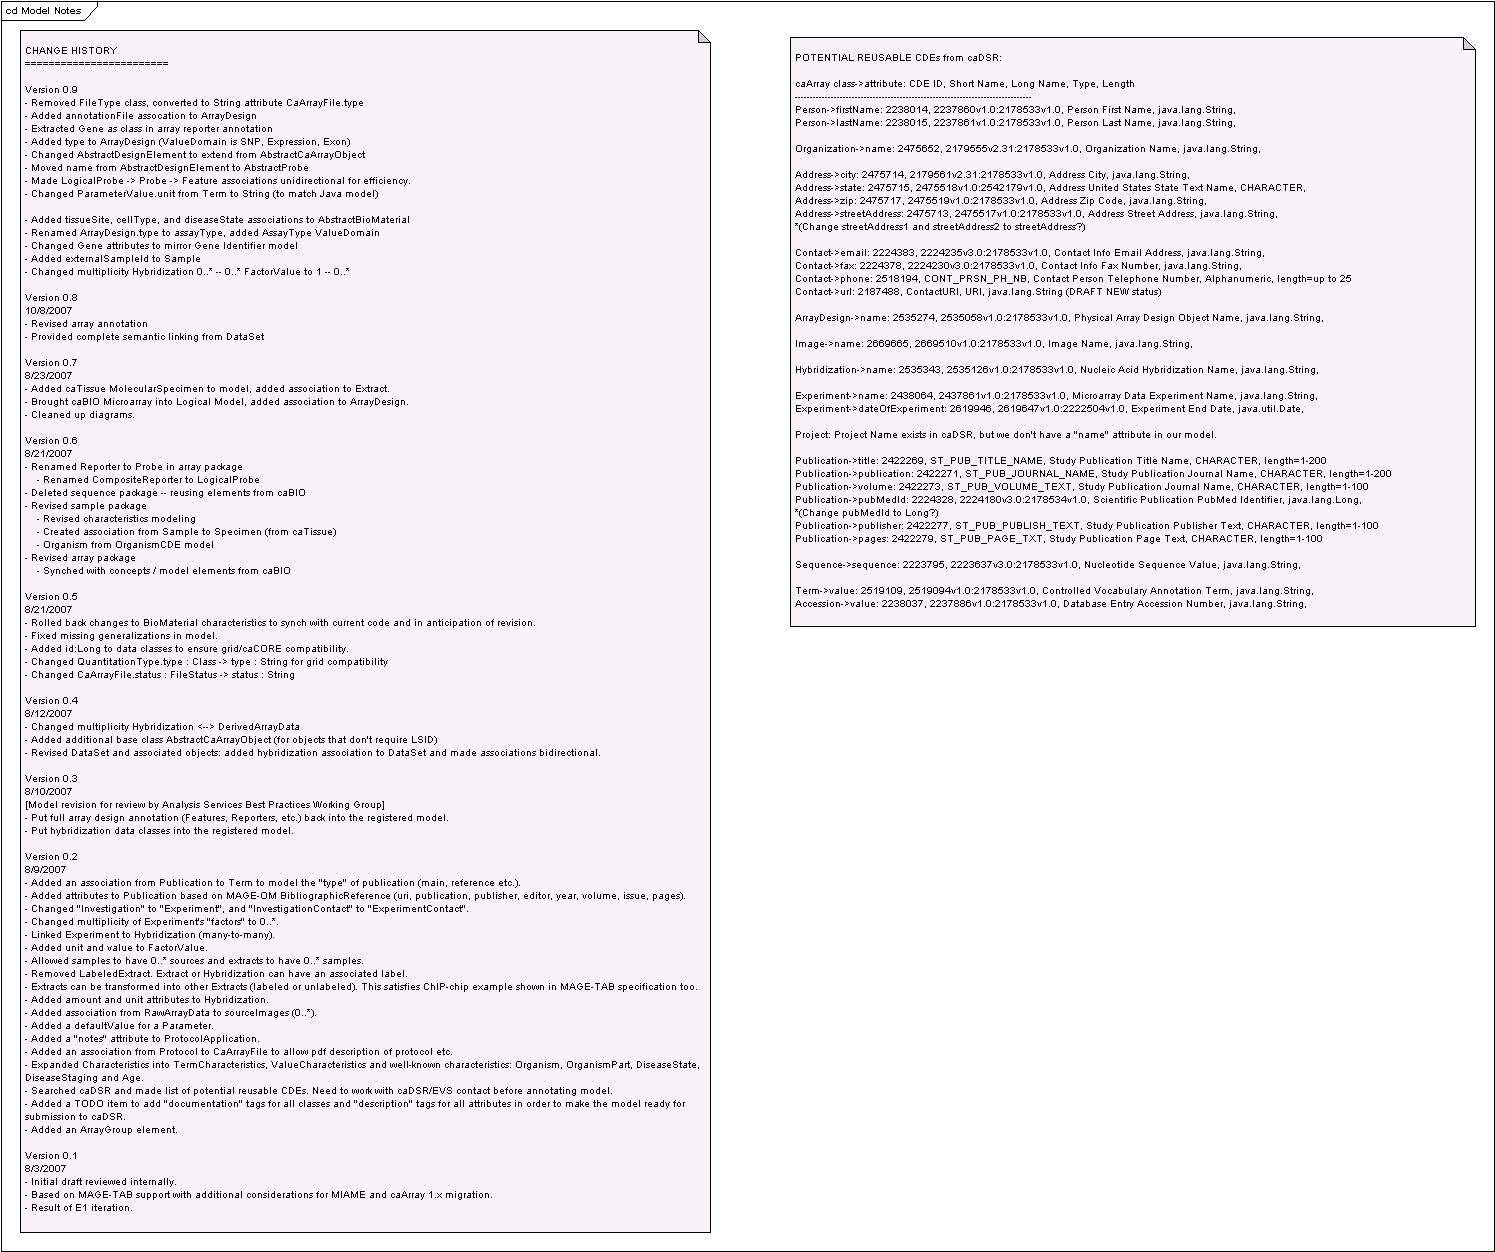 cd Model Notes
CHANGE HISTORY
========================
Version 0.9
- Removed FileType class, converted to String attribute CaArrayFile.type
- Added annotationFile assocation to ArrayDesign
- Extracted Gene as class in array reporter annotation
- Added type to ArrayDesign (ValueDomain is SNP, Expression, Exon)
- Changed AbstractDesignElement to extend from AbstractCaArrayObject
- Moved name from AbstractDesignElement to AbstractProbe
- Made LogicalProbe -> Probe -> Feature associations unidirectional for efficiency.
- Changed ParameterValue.unit from Term to String (to match Java model)
- Added tissueSite, cellType, and diseaseState associations to AbstractBioMaterial
- Renamed ArrayDesign.type to assayType, added AssayType ValueDomain
- Changed Gene attributes to mirror Gene Identifier model
- Added externalSampleId to Sample
- Changed multiplicity Hybridization 0..* -- 0..* FactorValue to 1 -- 0..*
Version 0.8
10/8/2007
- Revised array annotation
- Provided complete semantic linking from DataSet
Version 0.7
8/23/2007
- Added caTissue MolecularSpecimen to model, added association to Extract.
- Brought caBIO Microarray into Logical Model, added association to ArrayDesign.
- Cleaned up diagrams.
Version 0.6
8/21/2007
- Renamed Reporter to Probe in array package
- Renamed CompositeReporter to LogicalProbe
- Deleted sequence package -- reusing elements from caBIO
- Revised sample package
- Revised characteristics modeling
- Created association from Sample to Specimen (from caTissue)
- Organism from OrganismCDE model
- Revised array package
- Synched with concepts / model elements from caBIO
Version 0.5
8/21/2007
- Rolled back changes to BioMaterial characteristics to synch with current code and in anticipation of revision.
- Fixed missing generalizations in model.
- Added id:Long to data classes to ensure grid/caCORE compatibility.
- Changed QuantitationType.type : Class -> type : String for grid compatibility
- Changed CaArrayFile.status : FileStatus -> status : String
Version 0.4
8/12/2007
- Changed multiplicity Hybridization <--> DerivedArrayData
- Added additional base class AbstractCaArrayObject (for objects that don't require LSID)
- Revised DataSet and associated objects: added hybridization association to DataSet and made associations bidirectional.
Version 0.3
8/10/2007
[Model revision for review by Analysis Services Best Practices Working Group]
- Put full array design annotation (Features, Reporters, etc.) back into the registered model.
- Put hybridization data classes into the registered model.
Version 0.2
8/9/2007
- Added an association from Publication to Term to model the "type" of publication (main, reference etc.).
- Added attributes to Publication based on MAGE-OM BibliographicReference (uri, publication, publisher, editor, year, volume, issue, pages).
- Changed "Investigation" to "Experiment", and "InvestigationContact" to "ExperimentContact".
- Changed multiplicity of Experiment's "factors" to 0..*.
- Linked Experiment to Hybridization (many-to-many).
- Added unit and value to FactorValue.
- Allowed samples to have 0..* sources and extracts to have 0..* samples.
- Removed LabeledExtract. Extract or Hybridization can have an associated label.
- Extracts can be transformed into other Extracts (labeled or unlabeled). This satisfies ChIP-chip example shown in MAGE-TAB specification too.
- Added amount and unit attributes to Hybridization.
- Added association from RawArrayData to sourceImages (0..*).
- Added a defaultValue for a Parameter.
- Added a "notes" attribute to ProtocolApplication.
- Added an association from Protocol to CaArrayFile to allow pdf description of protocol etc.
- Expanded Characteristics into TermCharacteristics, ValueCharacteristics and well-known characteristics: Organism, OrganismPart, DiseaseState,
DiseaseStaging and Age.
- Searched caDSR and made list of potential reusable CDEs. Need to work with caDSR/EVS contact before annotating model.
- Added a TODO item to add "documentation" tags for all classes and "description" tags for all attributes in order to make the model ready for
submission to caDSR.
- Added an ArrayGroup element.
Version 0.1
8/3/2007
- Initial draft reviewed internally.
- Based on MAGE-TAB support with additional considerations for MIAME and caArray 1.x migration.
- Result of E1 iteration.
POTENTIAL REUSABLE CDEs from caDSR:
caArray class->attribute: CDE ID, Short Name, Long Name, Type, Length
-------------------------------------------------------------------------------
Person->firstName: 2238014, 2237860v1.0:2178533v1.0, Person First Name, java.lang.String,
Person->lastName: 2238015, 2237861v1.0:2178533v1.0, Person Last Name, java.lang.String,
Organization->name: 2475652, 2179555v2.31:2178533v1.0, Organization Name, java.lang.String,
Address->city: 2475714, 2179561v2.31:2178533v1.0, Address City, java.lang.String,
Address->state: 2475715, 2475518v1.0:2542179v1.0, Address United States State Text Name, CHARACTER,
Address->zip: 2475717, 2475519v1.0:2178533v1.0, Address Zip Code, java.lang.String,
Address->streetAddress: 2475713, 2475517v1.0:2178533v1.0, Address Street Address, java.lang.String,
*(Change streetAddress1 and streetAddress2 to streetAddress?)
Contact->email: 2224383, 2224235v3.0:2178533v1.0, Contact Info Email Address, java.lang.String,
Contact->fax: 2224378, 2224230v3.0:2178533v1.0, Contact Info Fax Number, java.lang.String,
Contact->phone: 2518194, CONT_PRSN_PH_NB, Contact Person Telephone Number, Alphanumeric, length=up to 25
Contact->url: 2187488, ContactURI, URI, java.lang.String (DRAFT NEW status)
ArrayDesign->name: 2535274, 2535058v1.0:2178533v1.0, Physical Array Design Object Name, java.lang.String,
Image->name: 2669665, 2669510v1.0:2178533v1.0, Image Name, java.lang.String,
Hybridization->name: 2535343, 2535126v1.0:2178533v1.0, Nucleic Acid Hybridization Name, java.lang.String,
Experiment->name: 2438064, 2437861v1.0:2178533v1.0, Microarray Data Experiment Name, java.lang.String,
Experiment->dateOfExperiment: 2619946, 2619647v1.0:2222504v1.0, Experiment End Date, java.util.Date,
Project: Project Name exists in caDSR, but we don't have a "name" attribute in our model.
Publication->title: 2422269, ST_PUB_TITLE_NAME, Study Publication Title Name, CHARACTER, length=1-200
Publication->publication: 2422271, ST_PUB_JOURNAL_NAME, Study Publication Journal Name, CHARACTER, length=1-200
Publication->volume: 2422273, ST_PUB_VOLUME_TEXT, Study Publication Journal Name, CHARACTER, length=1-100
Publication->pubMedId: 2224328, 2224180v3.0:2178534v1.0, Scientific Publication PubMed Identifier, java.lang.Long,
*(Change pubMedId to Long?)
Publication->publisher: 2422277, ST_PUB_PUBLISH_TEXT, Study Publication Publisher Text, CHARACTER, length=1-100
Publication->pages: 2422279, ST_PUB_PAGE_TXT, Study Publication Page Text, CHARACTER, length=1-100
Sequence->sequence: 2223795, 2223637v3.0:2178533v1.0, Nucleotide Sequence Value, java.lang.String,
Term->value: 2519109, 2519094v1.0:2178533v1.0, Controlled Vocabulary Annotation Term, java.lang.String,
Accession->value: 2238037, 2237886v1.0:2178533v1.0, Database Entry Accession Number, java.lang.String,